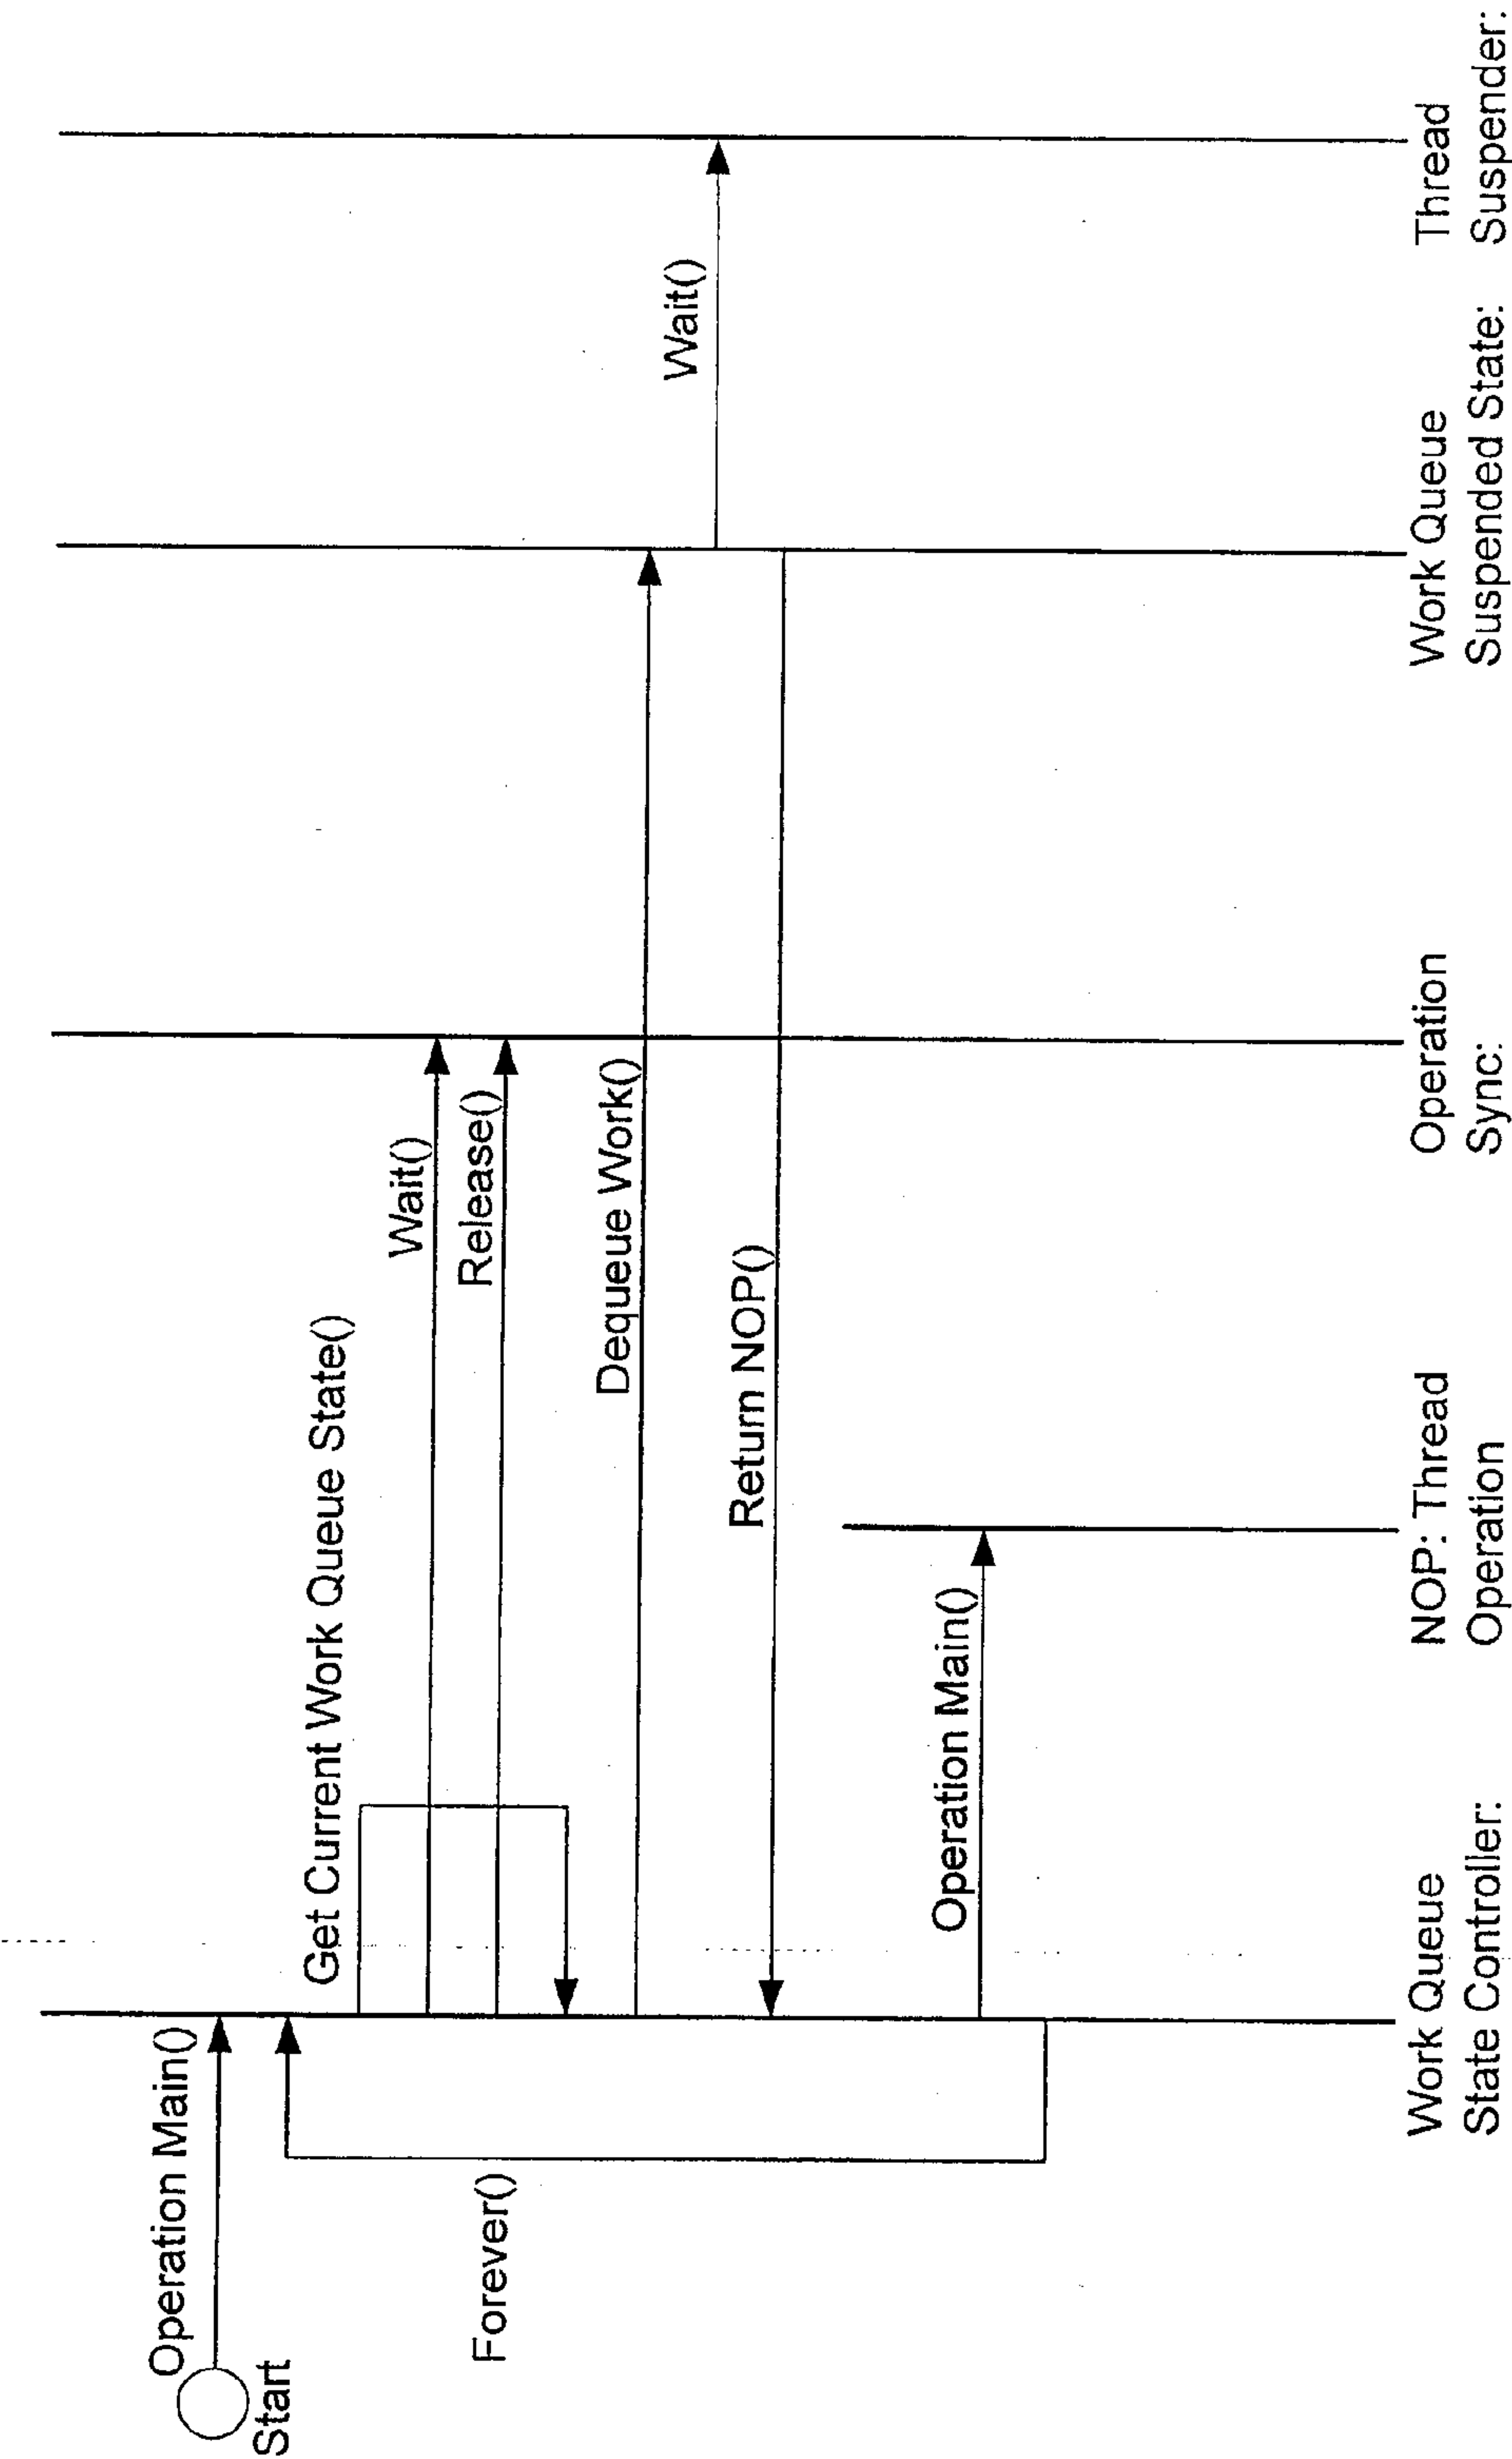 Operation Main()
Start
Forever()
Get Current Work Queue State()
Wait()
Release()
Dequeue Work()
Wait()
Return NOP()
Operation Main()
Work Queue
State Controller:
NOP: Thread
Operation
Operation
Sync:
Work Queue
Suspended State:
Thread
Suspender: